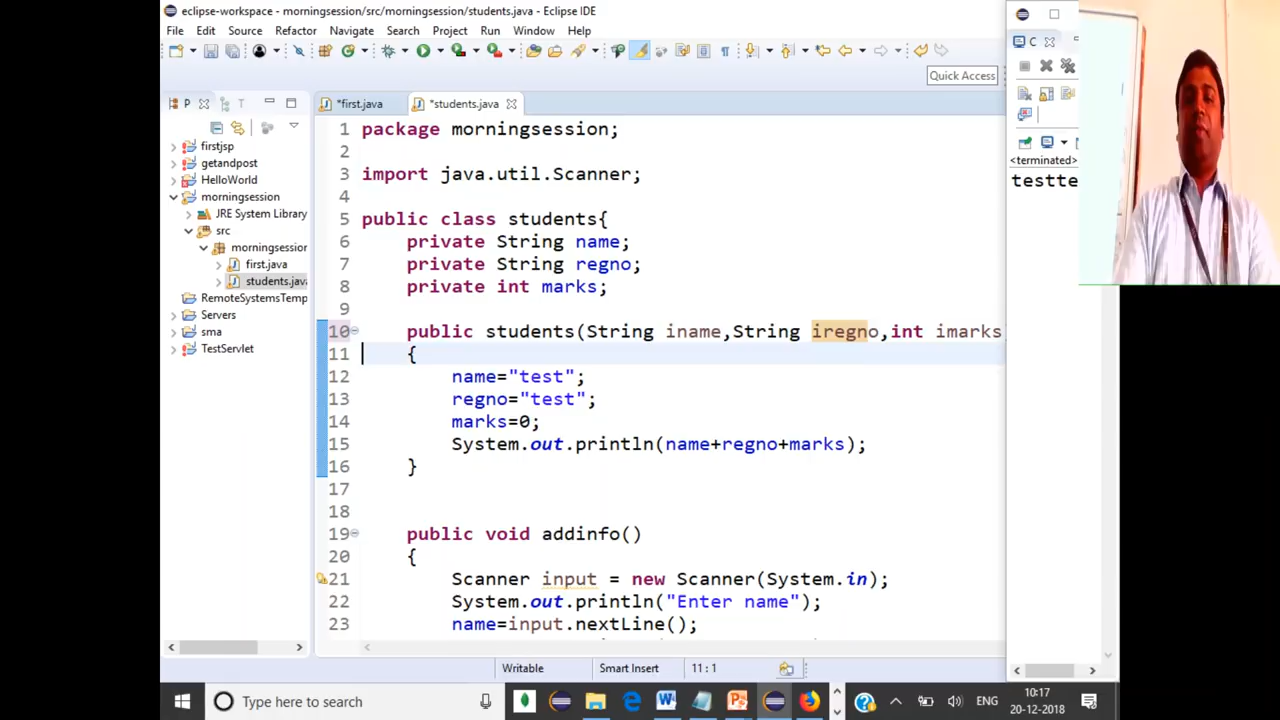 eclipse-workspace - morningsession/src/morningsession/students.java - Eclipse IDE
File Edit Source Refactor Navigate Search Project Run Window Help
Quick Access
P
T
*first.java
*students.java
C
firstjsp
getandpost
HelloWorld
morningsession
JRE System Library
src
morningsession
first.java
students.java
RemoteSystemsTemp
Servers
sma
TestServlet
1 package morningsession;
2
3 import java.util.Scanner;
4
5 public class students{
6 private String name;
7 private String regno;
8 private int marks;
9
10 public students(String iname,String iregno,int imarks
11 {
12 name="test";
13 regno="test";
14 marks=0;
15 System.out.println(name+regno+marks);
16 }
17
18
19 public void addinfo()
20 {
21 Scanner input = new Scanner(System.in);
22 System.out.println("Enter name");
23 name=input.nextLine();
<terminated>
testte
Writable Smart Insert 11 : 1
Type here to search
ENG
10:17
20-12-2018